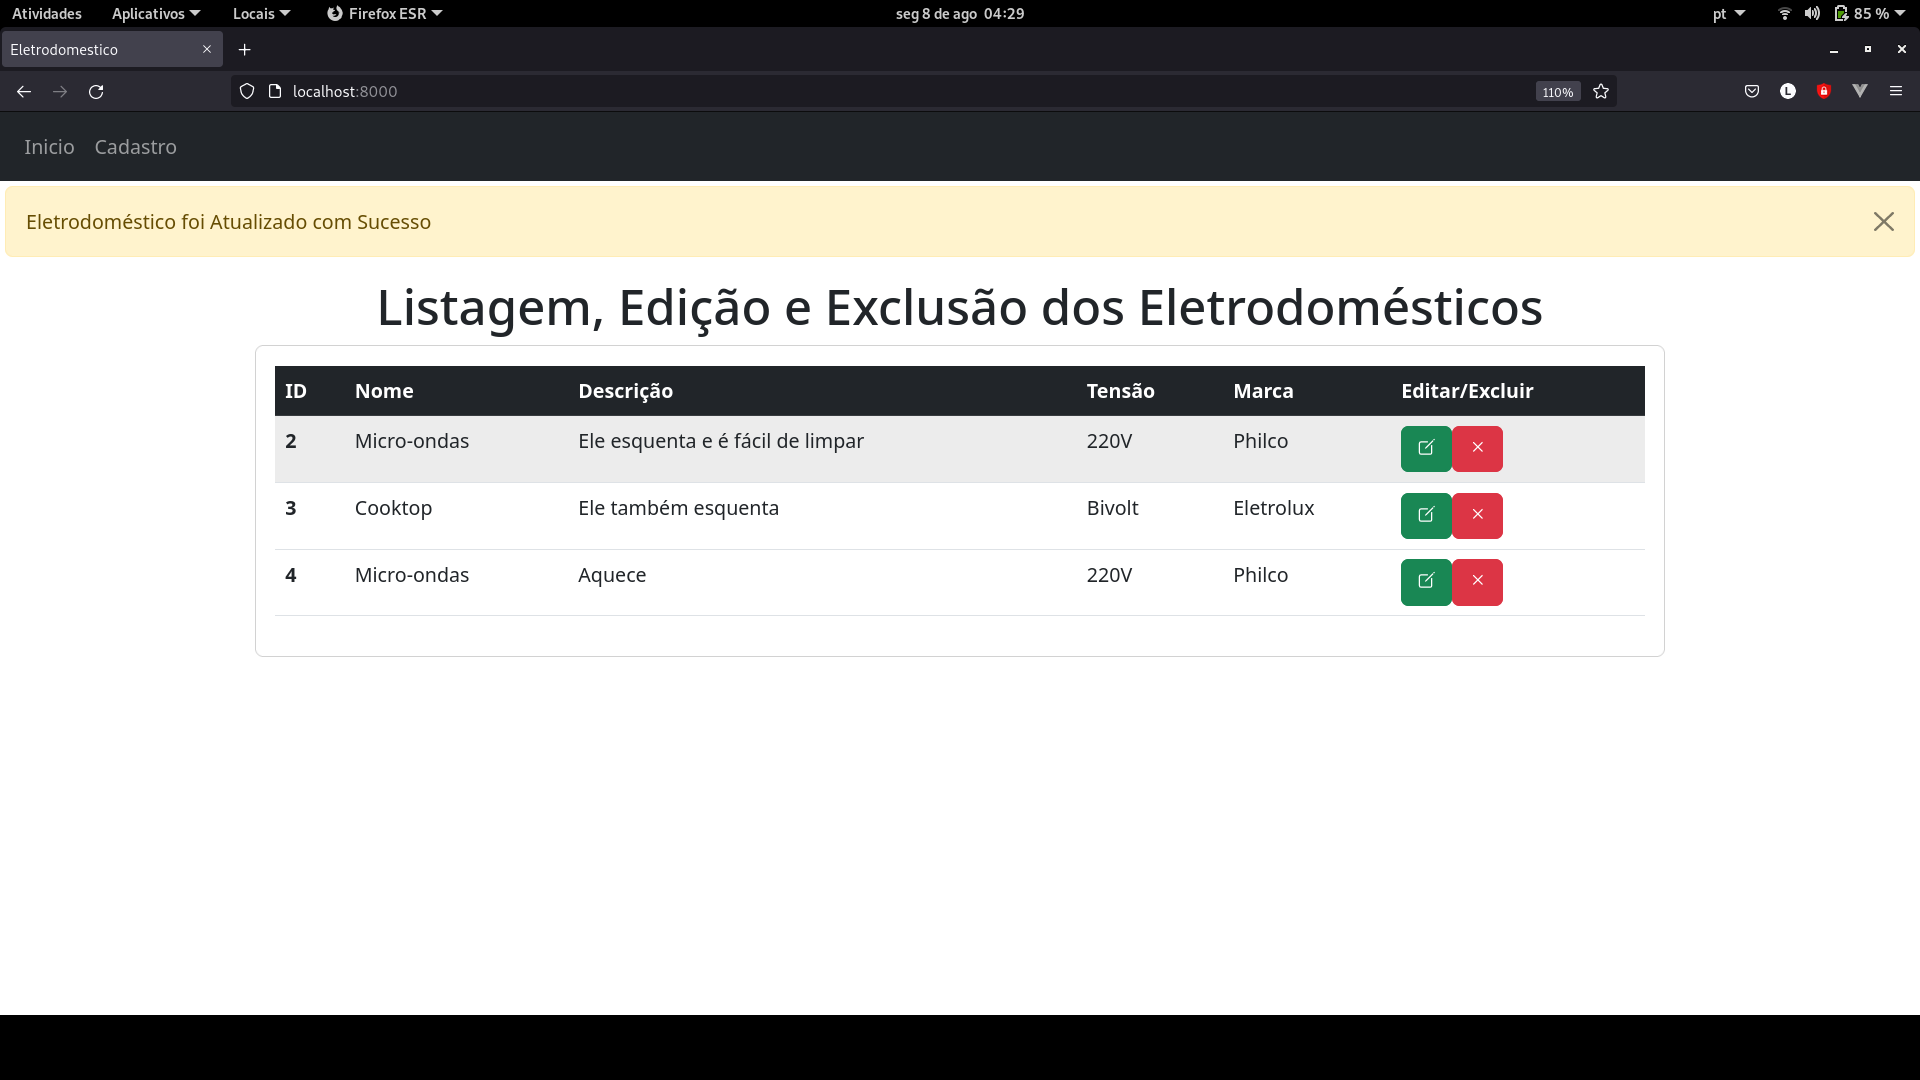 Atividades Aplicativos Locais Firefox ESR seg 8 de ago 04:29 pt 85 %
Eletrodomestico
localhost:8000 110%
Inicio Cadastro
Eletrodoméstico foi Atualizado com Sucesso
Listagem, Edição e Exclusão dos Eletrodomésticos
ID Nome Descrição Tensão Marca Editar/Excluir
2 Micro-ondas Ele esquenta e é fácil de limpar 220V Philco
3 Cooktop Ele também esquenta Bivolt Eletrolux
4 Micro-ondas Aquece 220V Philco